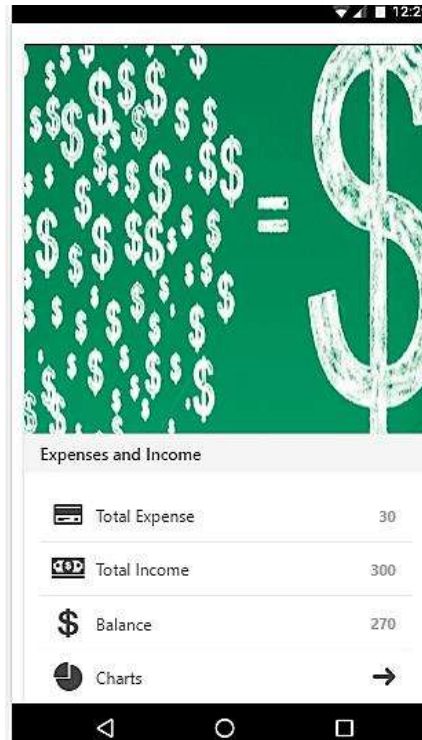 Expenses and Income
Total Expense 30
Total Income 300
Balance 270
Charts